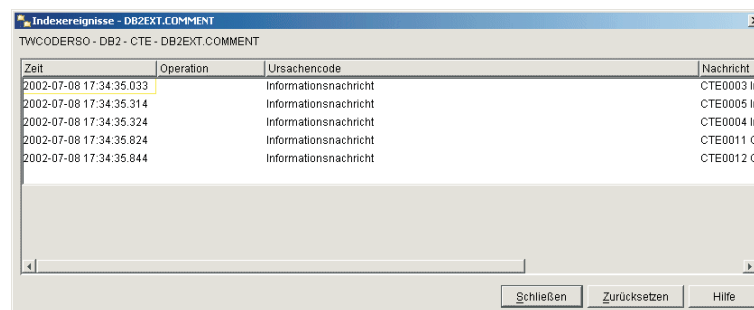 Indexereignisse - DB2EXT.COMMENT
TWCODERSO - DB2 - CTE - DB2EXT.COMMENT
Zeit Operation Ursachencode Nachricht
2002-07-08 17:34:35.033 Informationsnachricht CTE0003
2002-07-08 17:34:35.314 Informationsnachricht CTE0005
2002-07-08 17:34:35.324 Informationsnachricht CTE0004
2002-07-08 17:34:35.824 Informationsnachricht CTE0011
2002-07-08 17:34:35.844 Informationsnachricht CTE0012
Schließen Zurücksetzen Hilfe